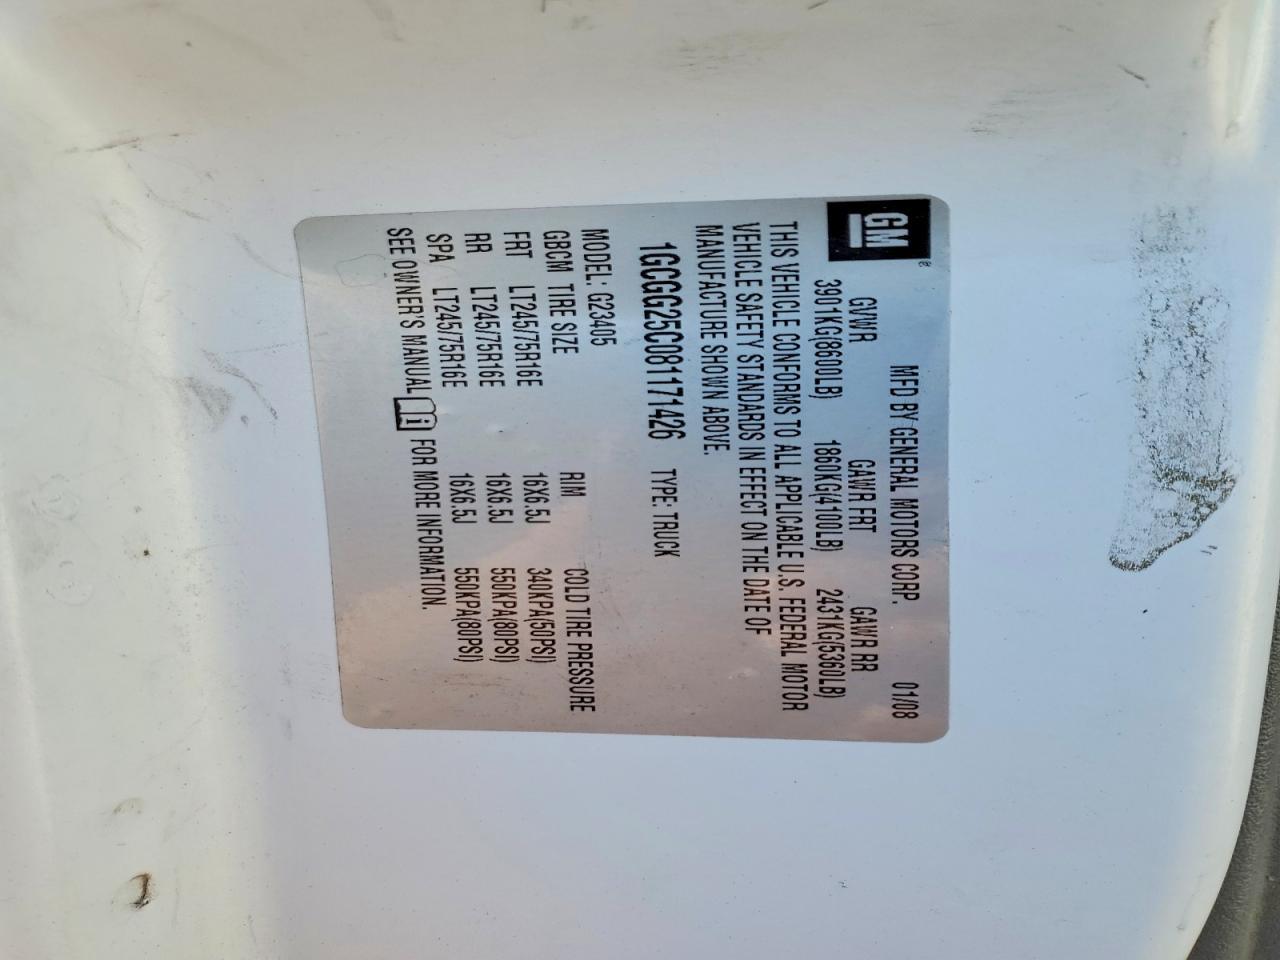 GM®
MFD BY GENERAL MOTORS CORP. 01/08
GVWR GAWR FRT GAWR RR
3901KG(8600LB) 1860KG(4100LB) 2431KG(5360LB)
THIS VEHICLE CONFORMS TO ALL APPLICABLE U.S. FEDERAL MOTOR
VEHICLE SAFETY STANDARDS IN EFFECT ON THE DATE OF
MANUFACTURE SHOWN ABOVE.
1GCGG25C081171426 TYPE: TRUCK
MODEL: G23405
GBCM TIRE SIZE RIM COLD TIRE PRESSURE
FRT LT245/75R16E 16X6.5J 340KPA(50PSI)
RR LT245/75R16E 16X6.5J 550KPA(80PSI)
SPA LT245/75R16E 16X6.5J 550KPA(80PSI)
SEE OWNER'S MANUAL i FOR MORE INFORMATION.